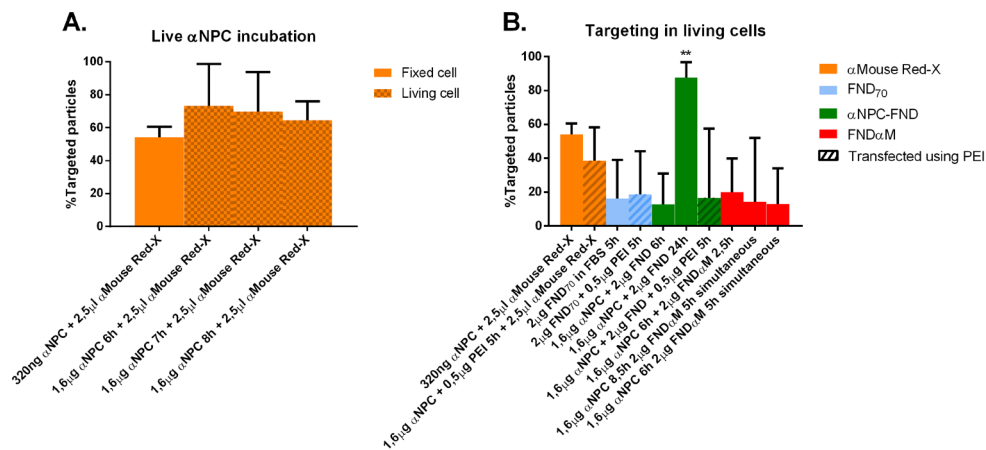 A.
Live αNPC incubation
%Targeted particles
100
80
60
40
20
0
Fixed cell
Living cell
320ng αNPC + 2,5μl αMouse Red-X
1,6μg αNPC 6h + 2,5μl αMouse Red-X
1,6μg αNPC 7h + 2,5μl αMouse Red-X
1,6μg αNPC 8h + 2,5μl αMouse Red-X
B.
Targeting in living cells
%Targeted particles
100
80
60
40
20
0
**
αMouse Red-X
FND70
αNPC-FND
FNDαM
Transfected using PEI
320ng αNPC + 2,5μl αMouse Red-X
1,6μg αNPC + 0,5μg PEI 5h + 2,5μl αMouse Red-X
2μg FND70 in FBS 5h
2μg FND70 + 0,5μg PEI 5h
1,6μg αNPC + 2μg FND 6h
1,6μg αNPC + 2μg FND 24h
1,6μg αNPC + 2μg FND + 0,5μg PEI 5h
1,6μg αNPC 6h + 2μg FNDαM 2,5h
1,6μg αNPC 8,5h 2μg FNDαM 5h simultaneous
1,6μg αNPC 6h 2μg FNDαM 5h simultaneous